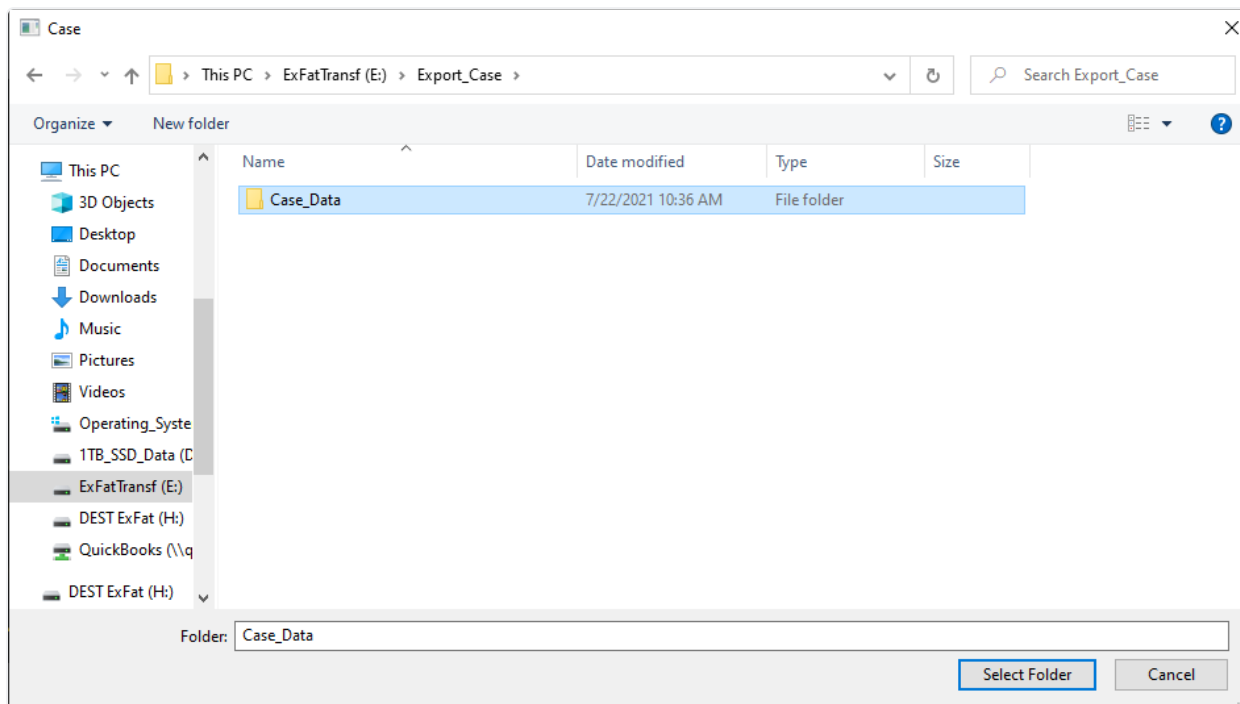 Case
This PC > ExFatTransf (E:) > Export_Case >
Search Export_Case
Organize
New folder
?
Name
Date modified
Type
Size
Case_Data
7/22/2021 10:36 AM
File folder
This PC
3D Objects
Desktop
Documents
Downloads
Music
Pictures
Videos
Operating_Syste
1TB_SSD_Data (D
ExFatTransf (E:)
DEST ExFat (H:)
QuickBooks (\\q
DEST ExFat (H:)
Folder: Case_Data
Select Folder
Cancel